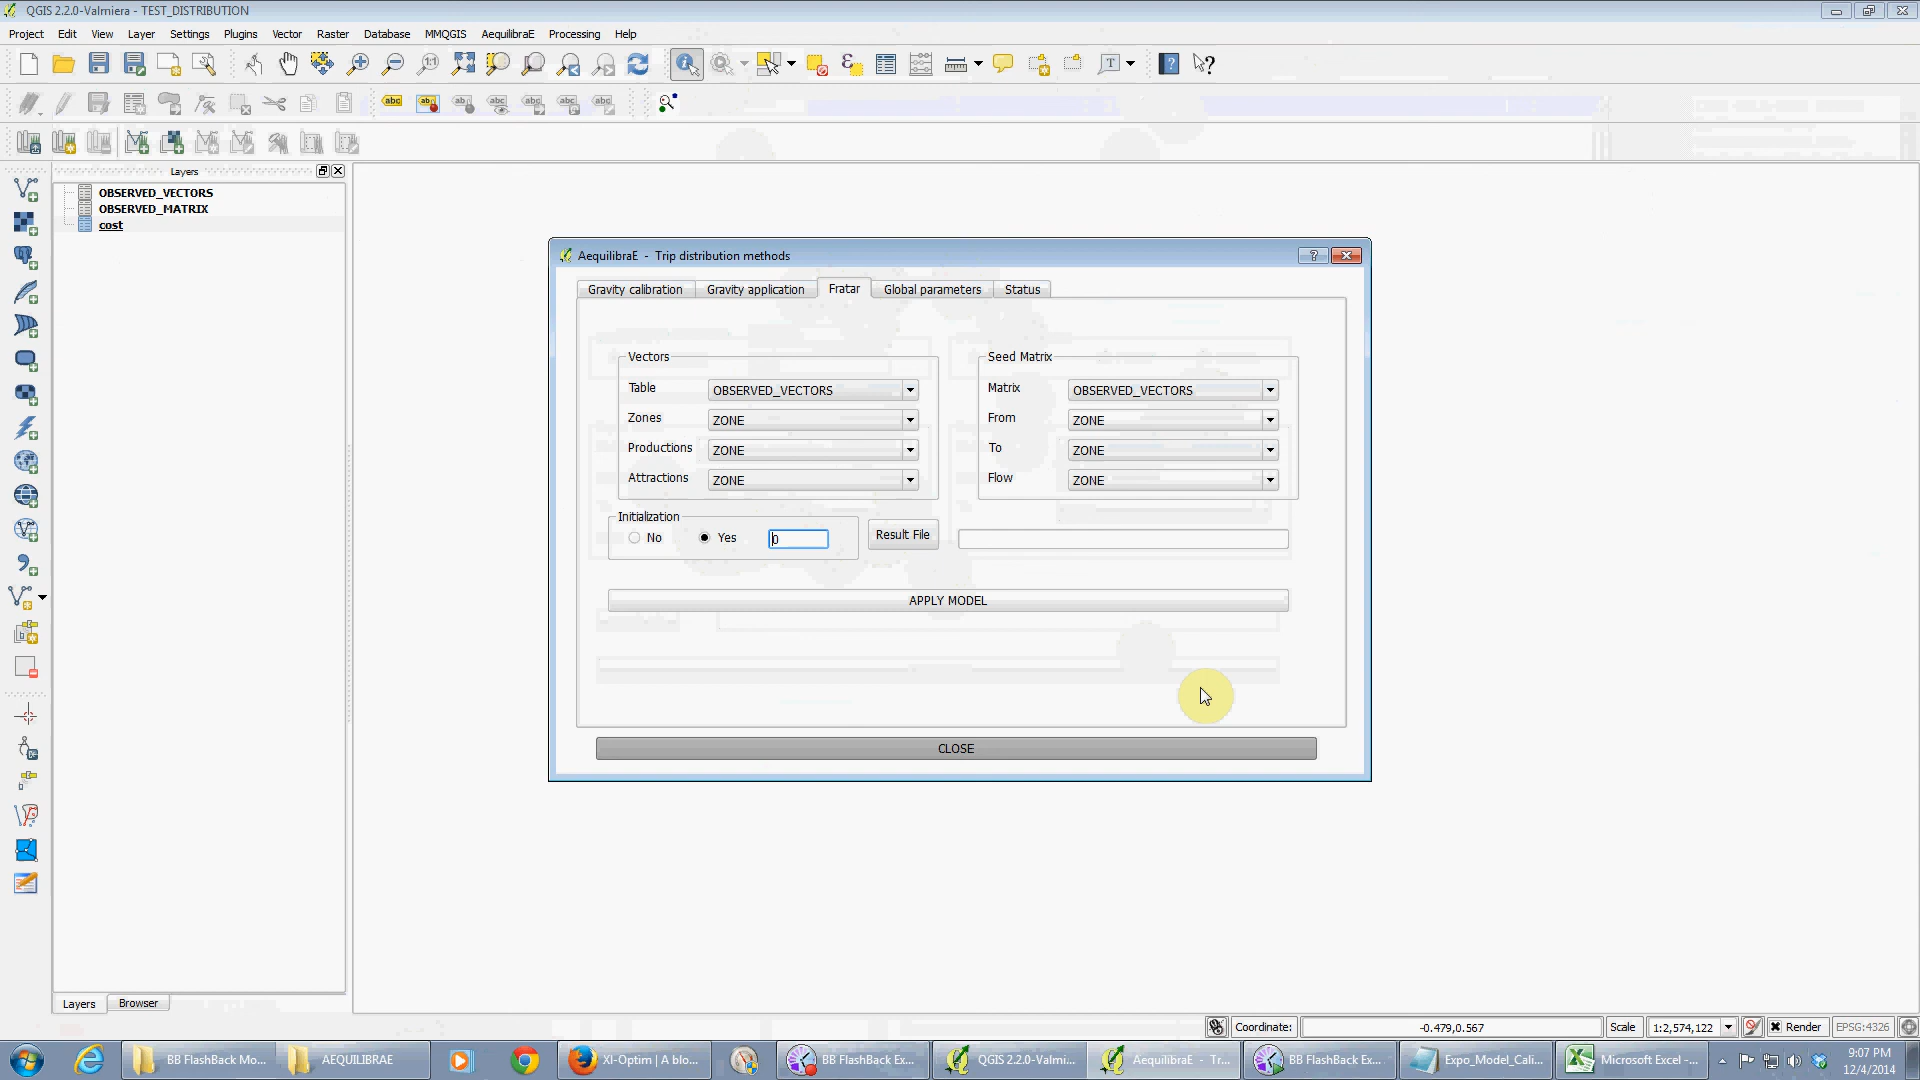 QGIS 2.2.0-Valmiera - TEST_DISTRIBUTION
Project Edit View Layer Settings Plugins Vector Raster Database MMQGIS AequilibraE Processing Help
Layers
OBSERVED_VECTORS
OBSERVED_MATRIX
cost
AequilibraE - Trip distribution methods
Gravity calibration Gravity application Fratar Global parameters Status
Vectors
Table OBSERVED_VECTORS
Zones ZONE
Productions ZONE
Attractions ZONE
Seed Matrix
Matrix OBSERVED_VECTORS
From ZONE
To ZONE
Flow ZONE
Initialization
No Yes 0
Result File
APPLY MODEL
CLOSE
Layers Browser
Coordinate: -0.479,0.567 Scale 1:2,574,122 Render EPSG:4326
BB FlashBack Mo... AEQUILIBRAE XI-Optim | A blo... BB FlashBack Ex... QGIS 2.2.0-Valmi... AequilibraE - Tr... BB FlashBack Ex... Expo_Model_Cali... Microsoft Excel -...
9:07 PM
12/4/2014